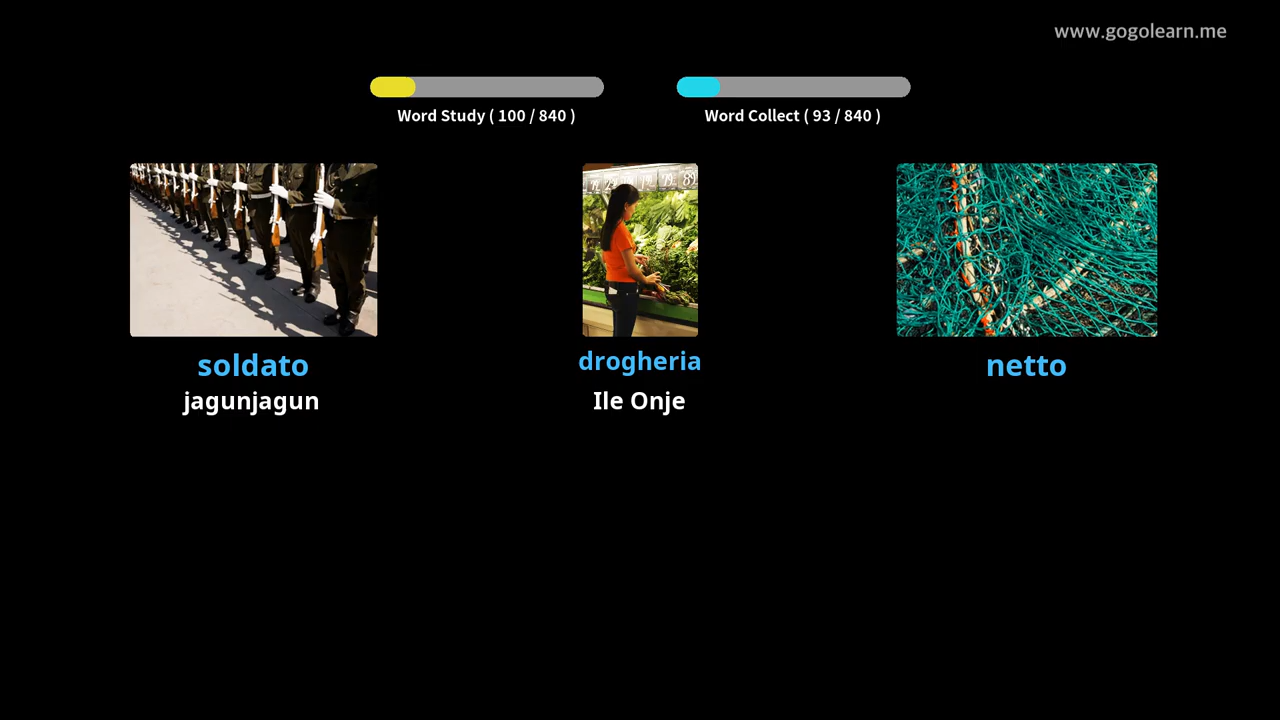 www.gogolearn.me
Word Study ( 100 / 840 )
Word Collect ( 93 / 840 )
soldato
jagunjagun
drogheria
Ile Onje
netto